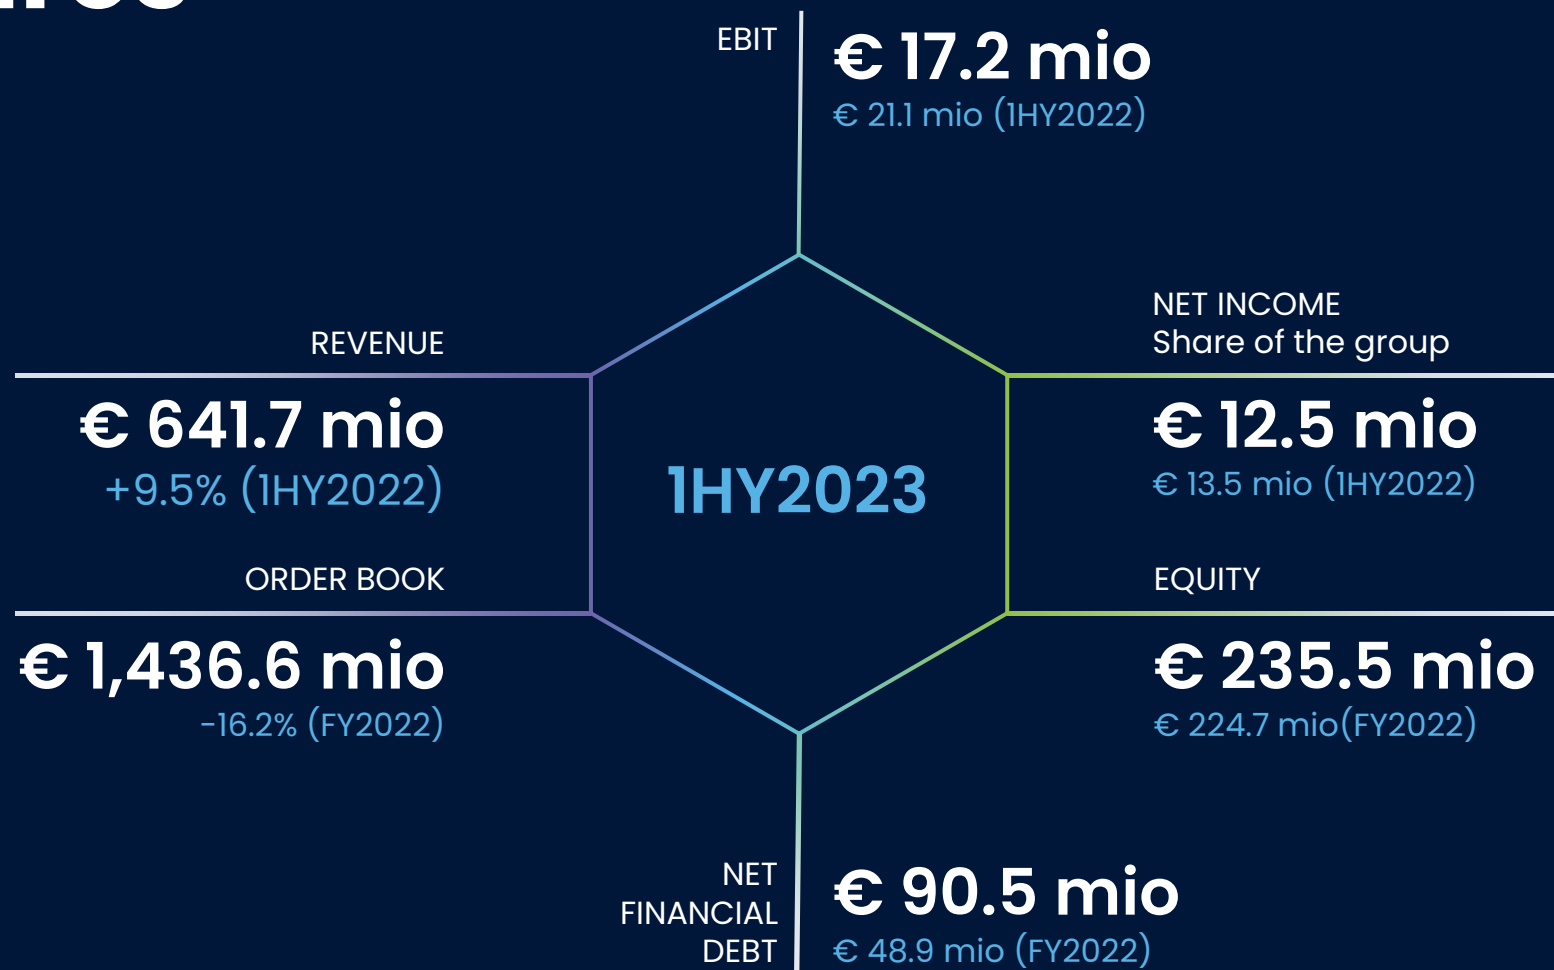 EBIT
€ 17.2 mio
€ 21.1 mio (1HY2022)
NET INCOME
Share of the group
€ 12.5 mio
€ 13.5 mio (1HY2022)
REVENUE
€ 641.7 mio
+9.5% (1HY2022)
1HY2023
ORDER BOOK
€ 1,436.6 mio
-16.2% (FY2022)
EQUITY
€ 235.5 mio
€ 224.7 mio(FY2022)
NET
FINANCIAL
DEBT
€ 90.5 mio
€ 48.9 mio (FY2022)